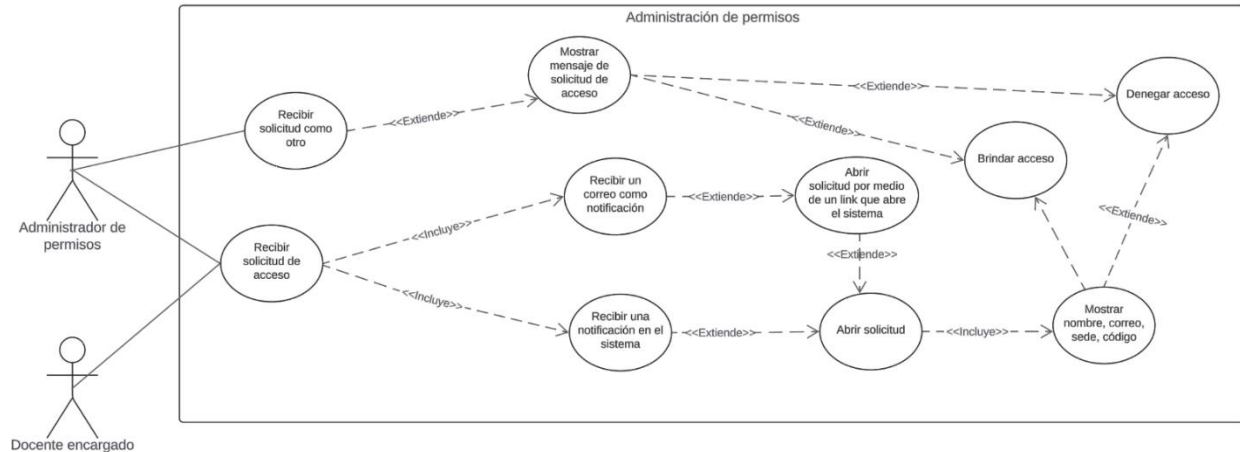 Administración de permisos
Mostrar
mensaje de
solicitud de
acceso
<<Extiende>>
Denegar acceso
Recibir
solicitud como
otro
<<Extiende>>
<<Extiende>>
Brindar acceso
Administrador de
permisos
Recibir un
correo como
notificación
<<Extiende>>
Abrir
solicitud por medio
de un link que abre
el sistema
<<Extiende>>
Recibir
solicitud de
acceso
<<Incluye>>
<<Extiende>>
<<Incluye>>
Recibir una
notificación en el
sistema
<<Extiende>>
Abrir solicitud
<<Incluye>>
Mostrar
nombre, correo,
sede, código
Docente encargado